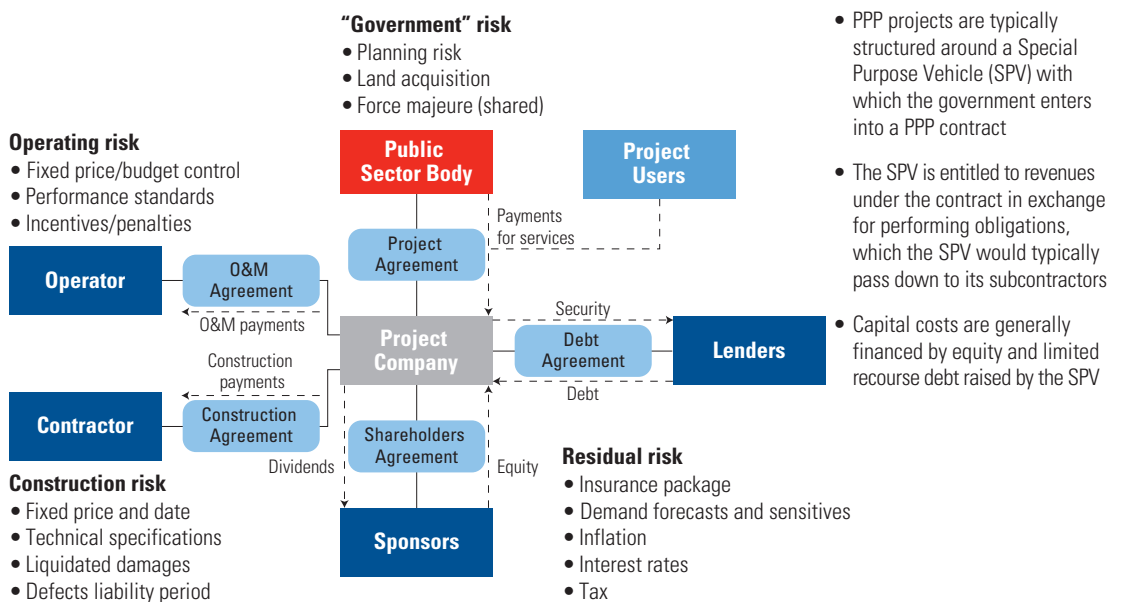 “Government” risk
• Planning risk
• Land acquisition
• Force majeure (shared)
Operating risk
• Fixed price/budget control
• Performance standards
• Incentives/penalties
Public
Sector Body
Project
Users
Payments
for services
Project
Agreement
Operator
O&M
Agreement
O&M payments
Project
Company
Security
Debt
Agreement
Debt
Lenders
Construction
payments
Contractor
Construction
Agreement
Shareholders
Agreement
Dividends
Equity
Sponsors
Construction risk
• Fixed price and date
• Technical specifications
• Liquidated damages
• Defects liability period
Residual risk
• Insurance package
• Demand forecasts and sensitives
• Inflation
• Interest rates
• Tax
• PPP projects are typically
structured around a Special
Purpose Vehicle (SPV) with
which the government enters
into a PPP contract
• The SPV is entitled to revenues
under the contract in exchange
for performing obligations,
which the SPV would typically
pass down to its subcontractors
• Capital costs are generally
financed by equity and limited
recourse debt raised by the SPV